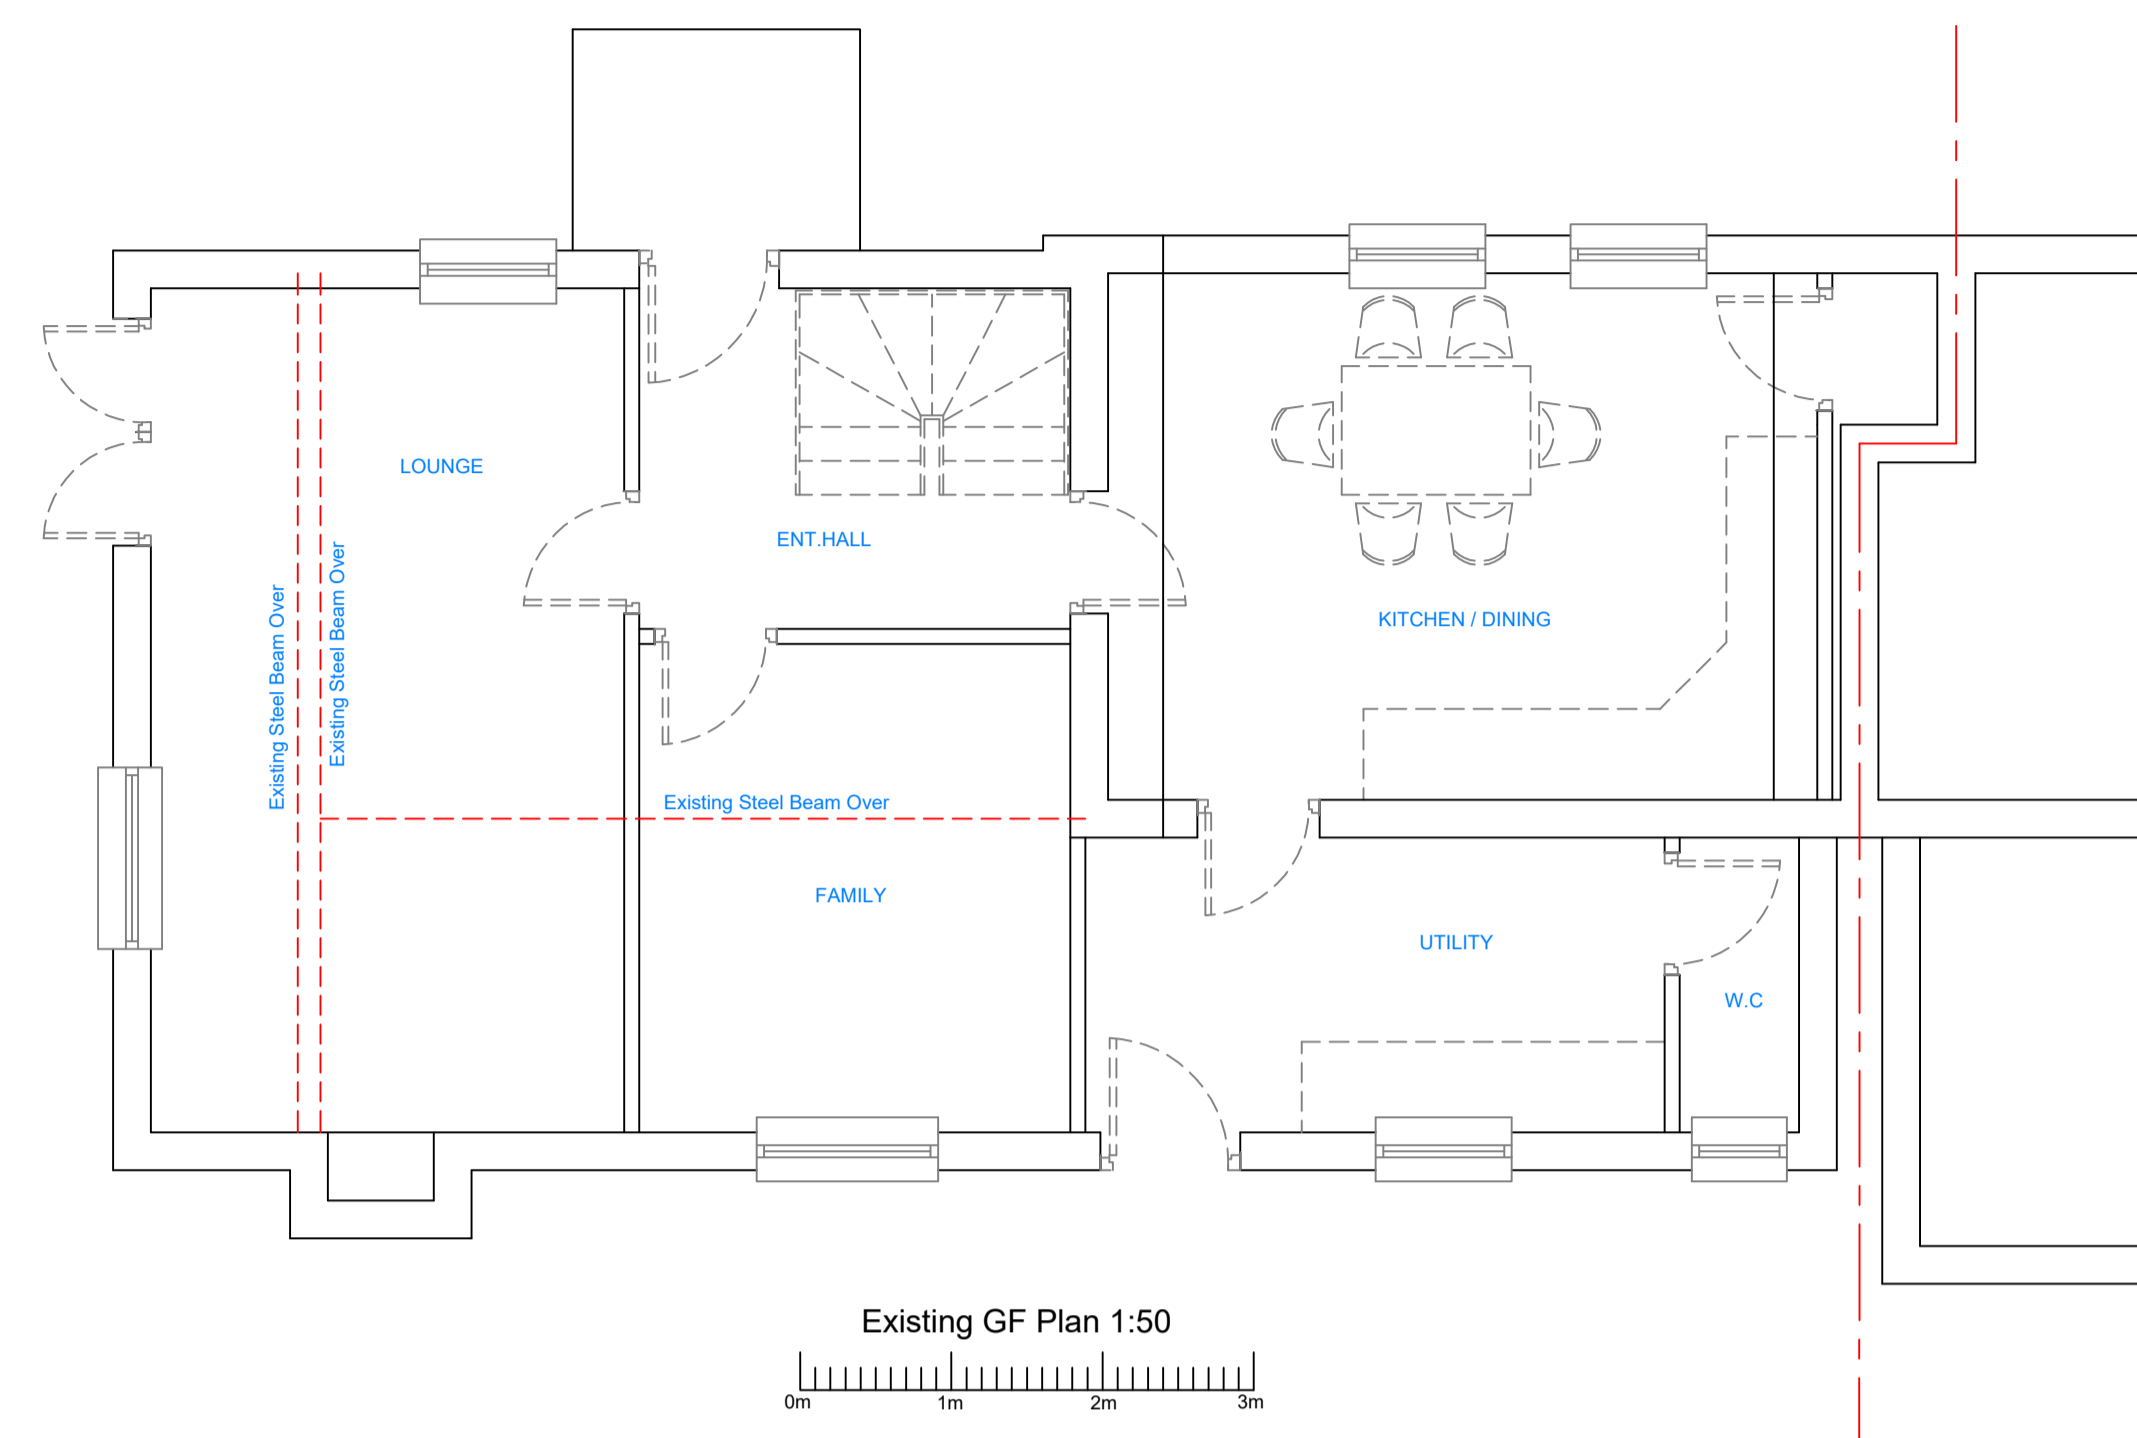 LOUNGE
ENT.HALL
Existing Steel Beam Over
Existing Steel Beam Over
KITCHEN / DINING
Existing Steel Beam Over
FAMILY
UTILITY
W.C
Existing GF Plan 1:50
0m 1m 2m 3m